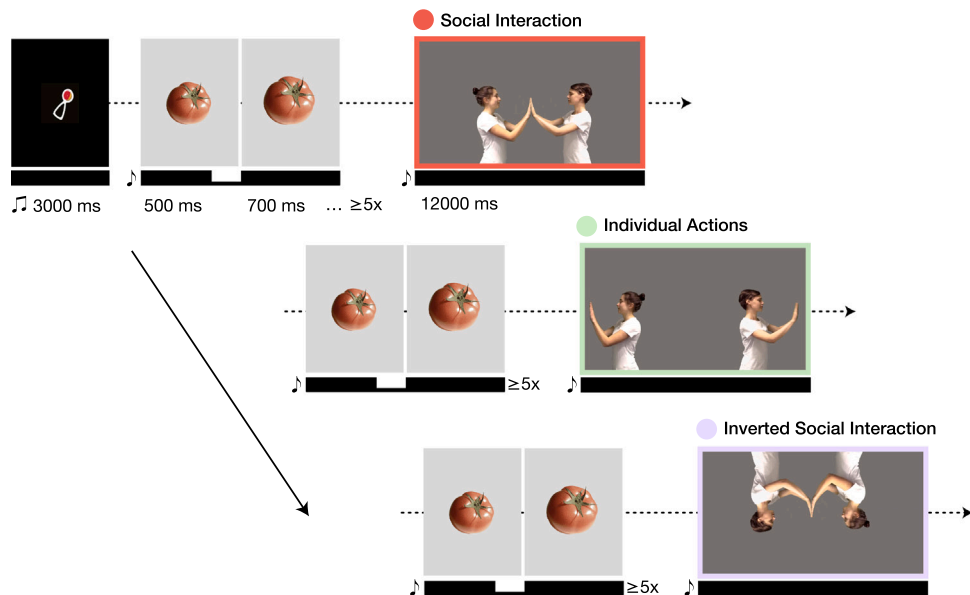 Social Interaction
♫ 3000 ms
♪ 500 ms 700 ms ... ≥5x
♪ 12000 ms
Individual Actions
♪ ≥5x
♪
Inverted Social Interaction
♪ ≥5x
♪